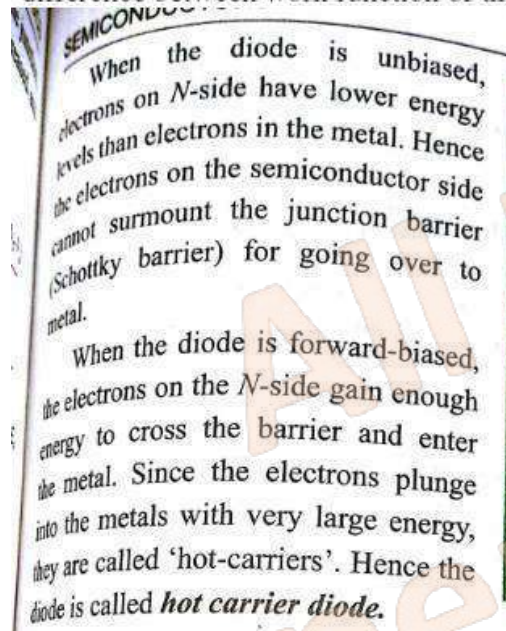 SEMICONDUCTO
When the diode is unbiased,
electrons on N-side have lower energy
levels than electrons in the metal. Hence
the electrons on the semiconductor side
cannot surmount the junction barrier
(Schottky barrier) for going over to
metal.
When the diode is forward-biased,
the electrons on the N-side gain enough
energy to cross the barrier and enter
the metal. Since the electrons plunge
into the metals with very large energy,
they are called ‘hot-carriers’. Hence the
diode is called hot carrier diode.
All